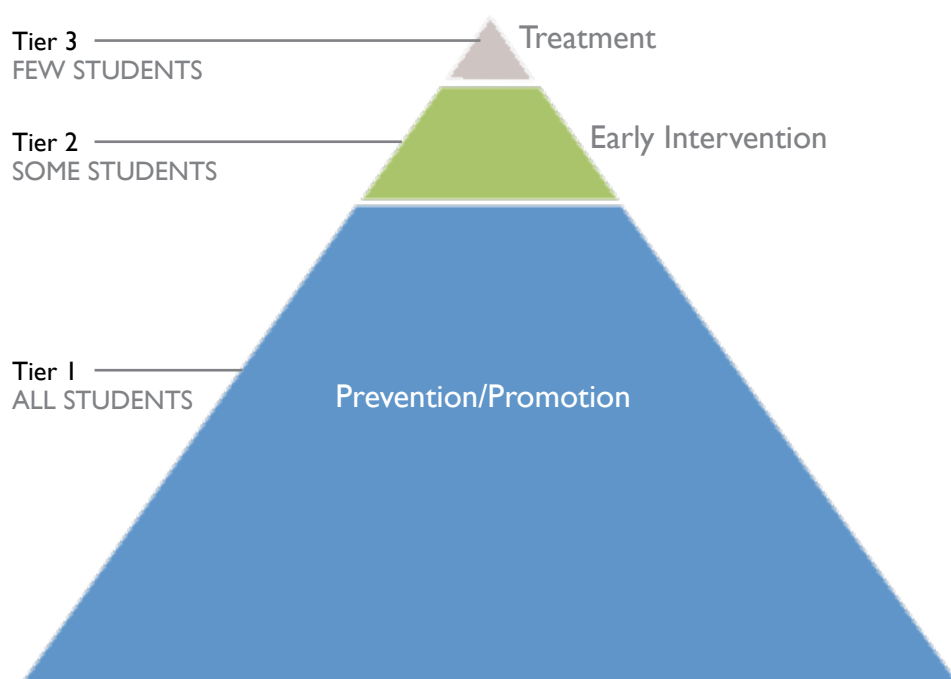 Tier 3
FEW STUDENTS
Treatment
Tier 2
SOME STUDENTS
Early Intervention
Tier 1
ALL STUDENTS
Prevention/Promotion